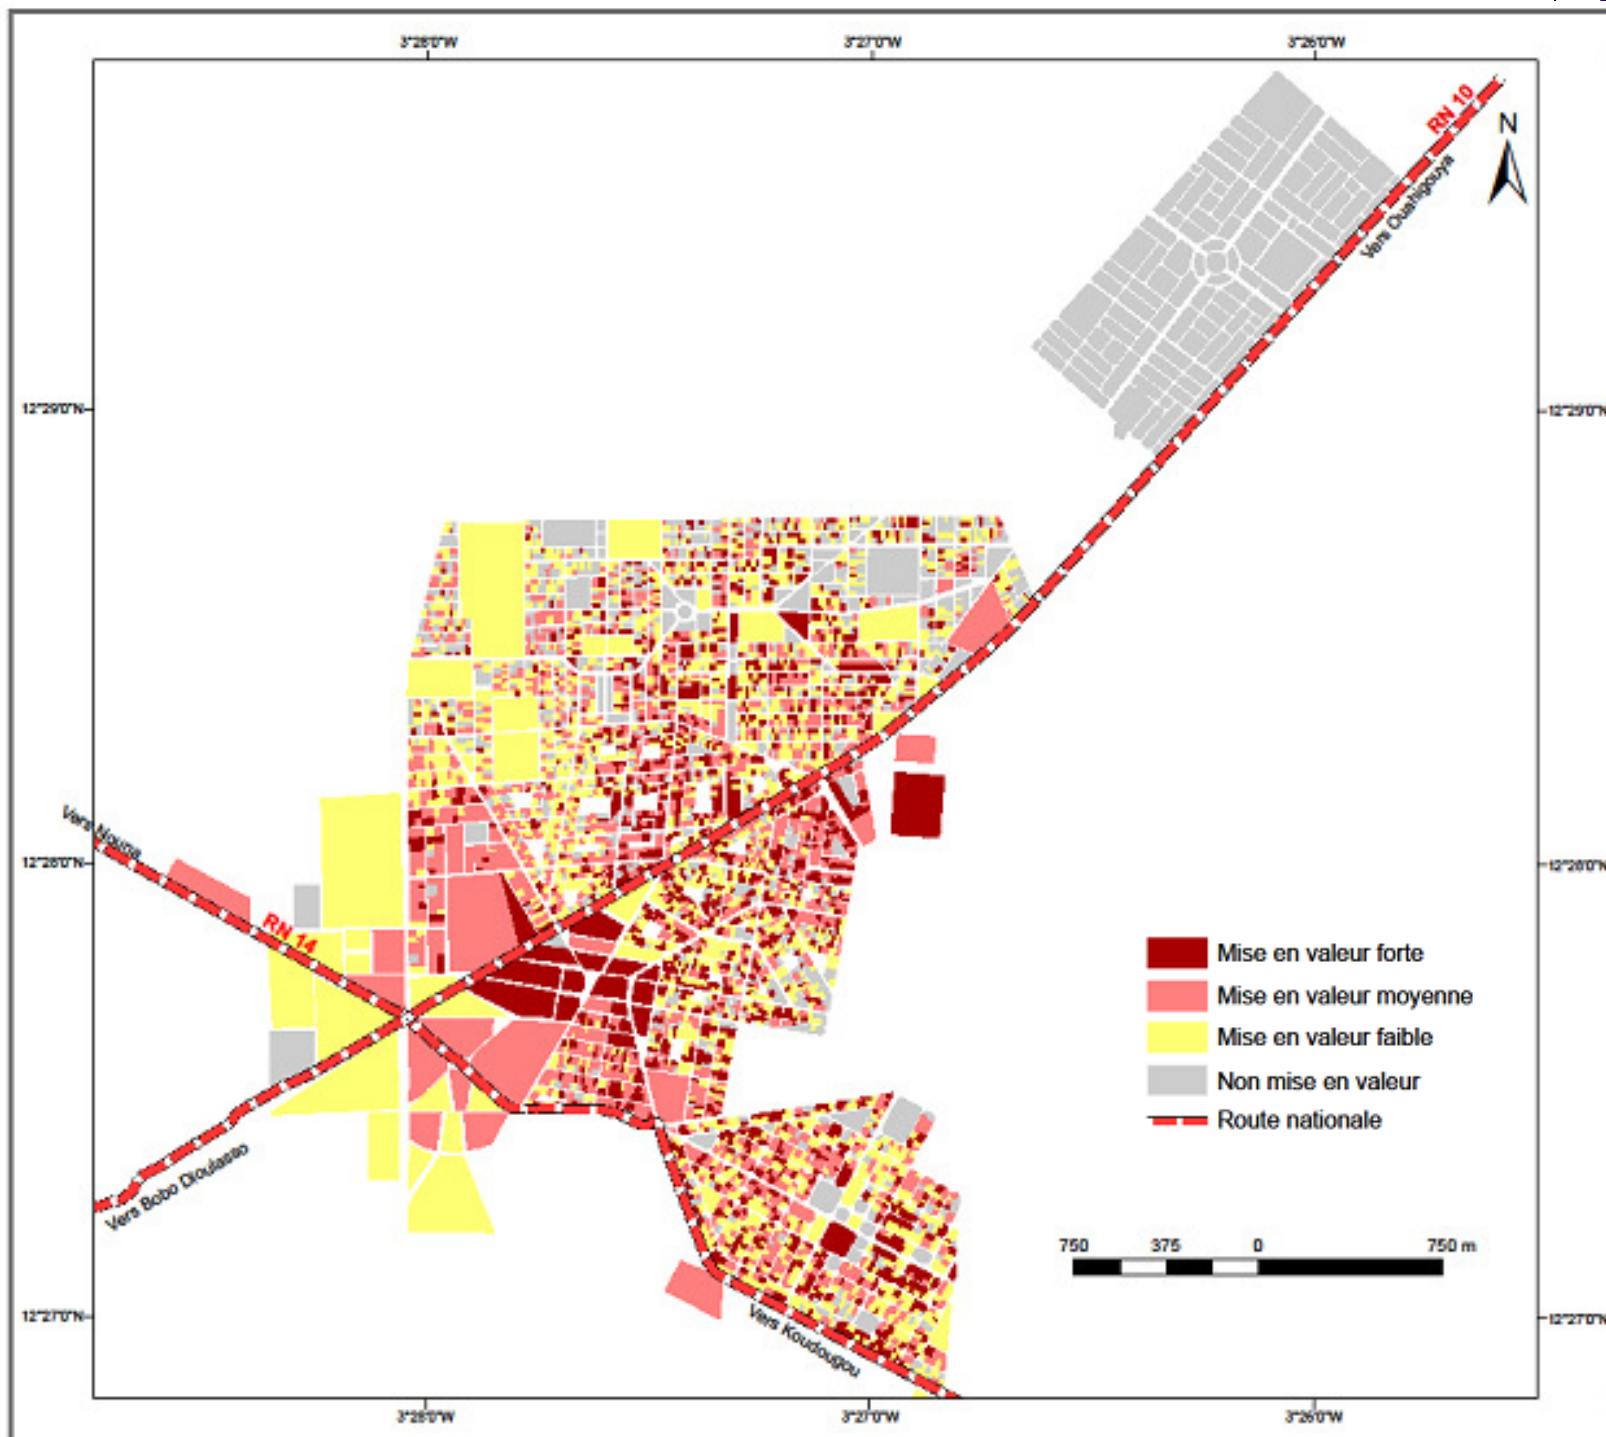 3°28'0"W
3°27'0"W
3°26'0"W
RN 10
N
Vers Ouahigouya
12°29'0"N
12°29'0"N
Vers Nouna
12°28'0"N
12°28'0"N
RN 14
Mise en valeur forte
Mise en valeur moyenne
Mise en valeur faible
Non mise en valeur
Route nationale
Vers Bobo Dioulasso
750 375 0 750 m
12°27'0"N
12°27'0"N
Vers Koudougou
3°28'0"W
3°27'0"W
3°26'0"W